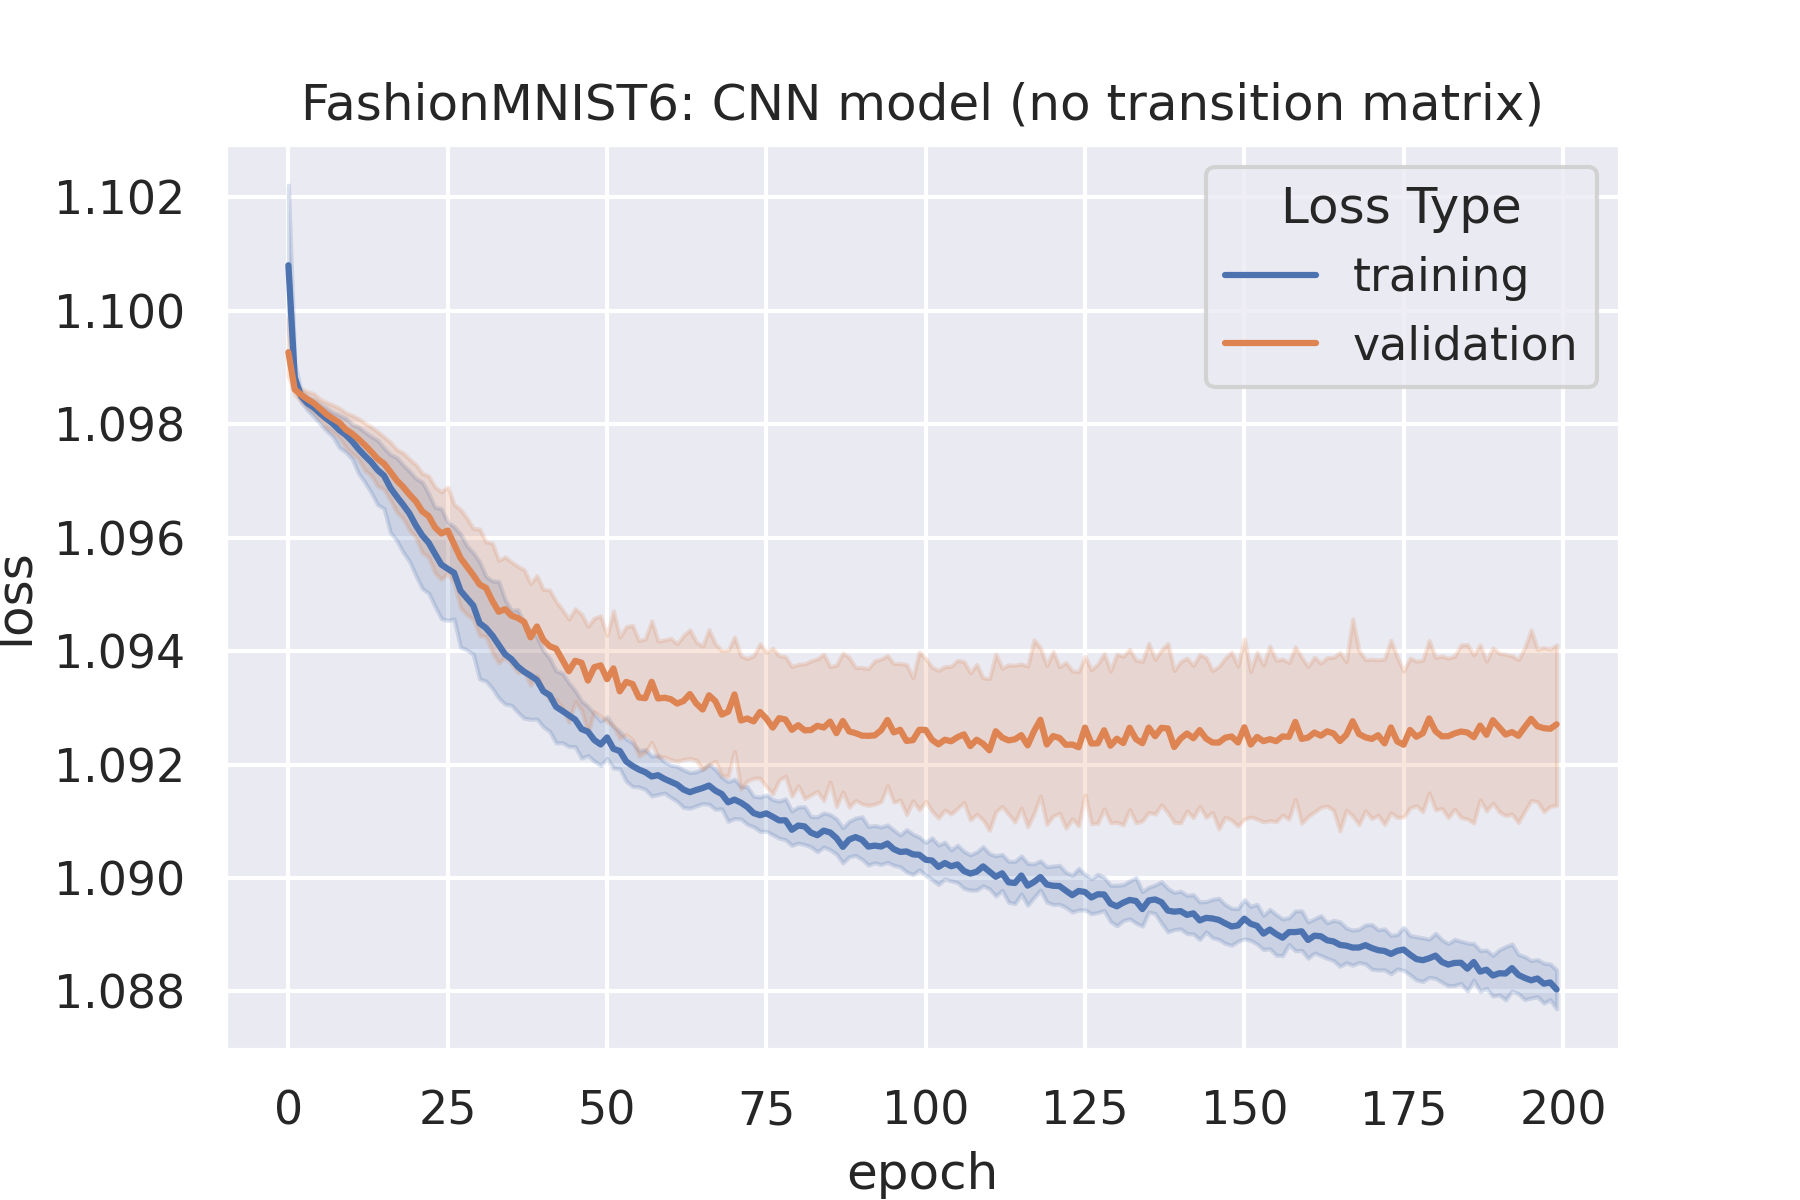 FashionMNIST6: CNN model (no transition matrix)
Loss Type
training
validation
1.102
1.100
1.098
1.096
1.094
1.092
1.090
1.088
loss
0 25 50 75 100 125 150 175 200
epoch